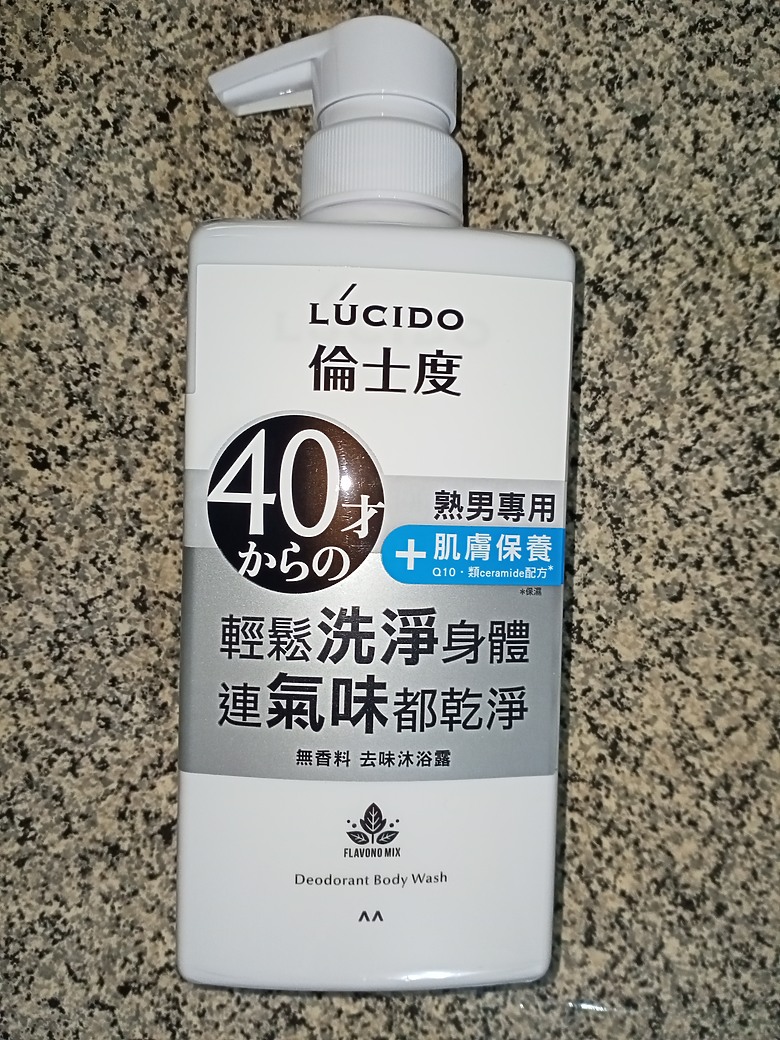 LÚCIDO
倫士度
40才
からの
熟男專用
+肌膚保養
Q10・類ceramide配方*
*保濕
輕鬆洗淨身體
連氣味都乾淨
無香料 去味沐浴露
FLAVONO MIX
Deodorant Body Wash